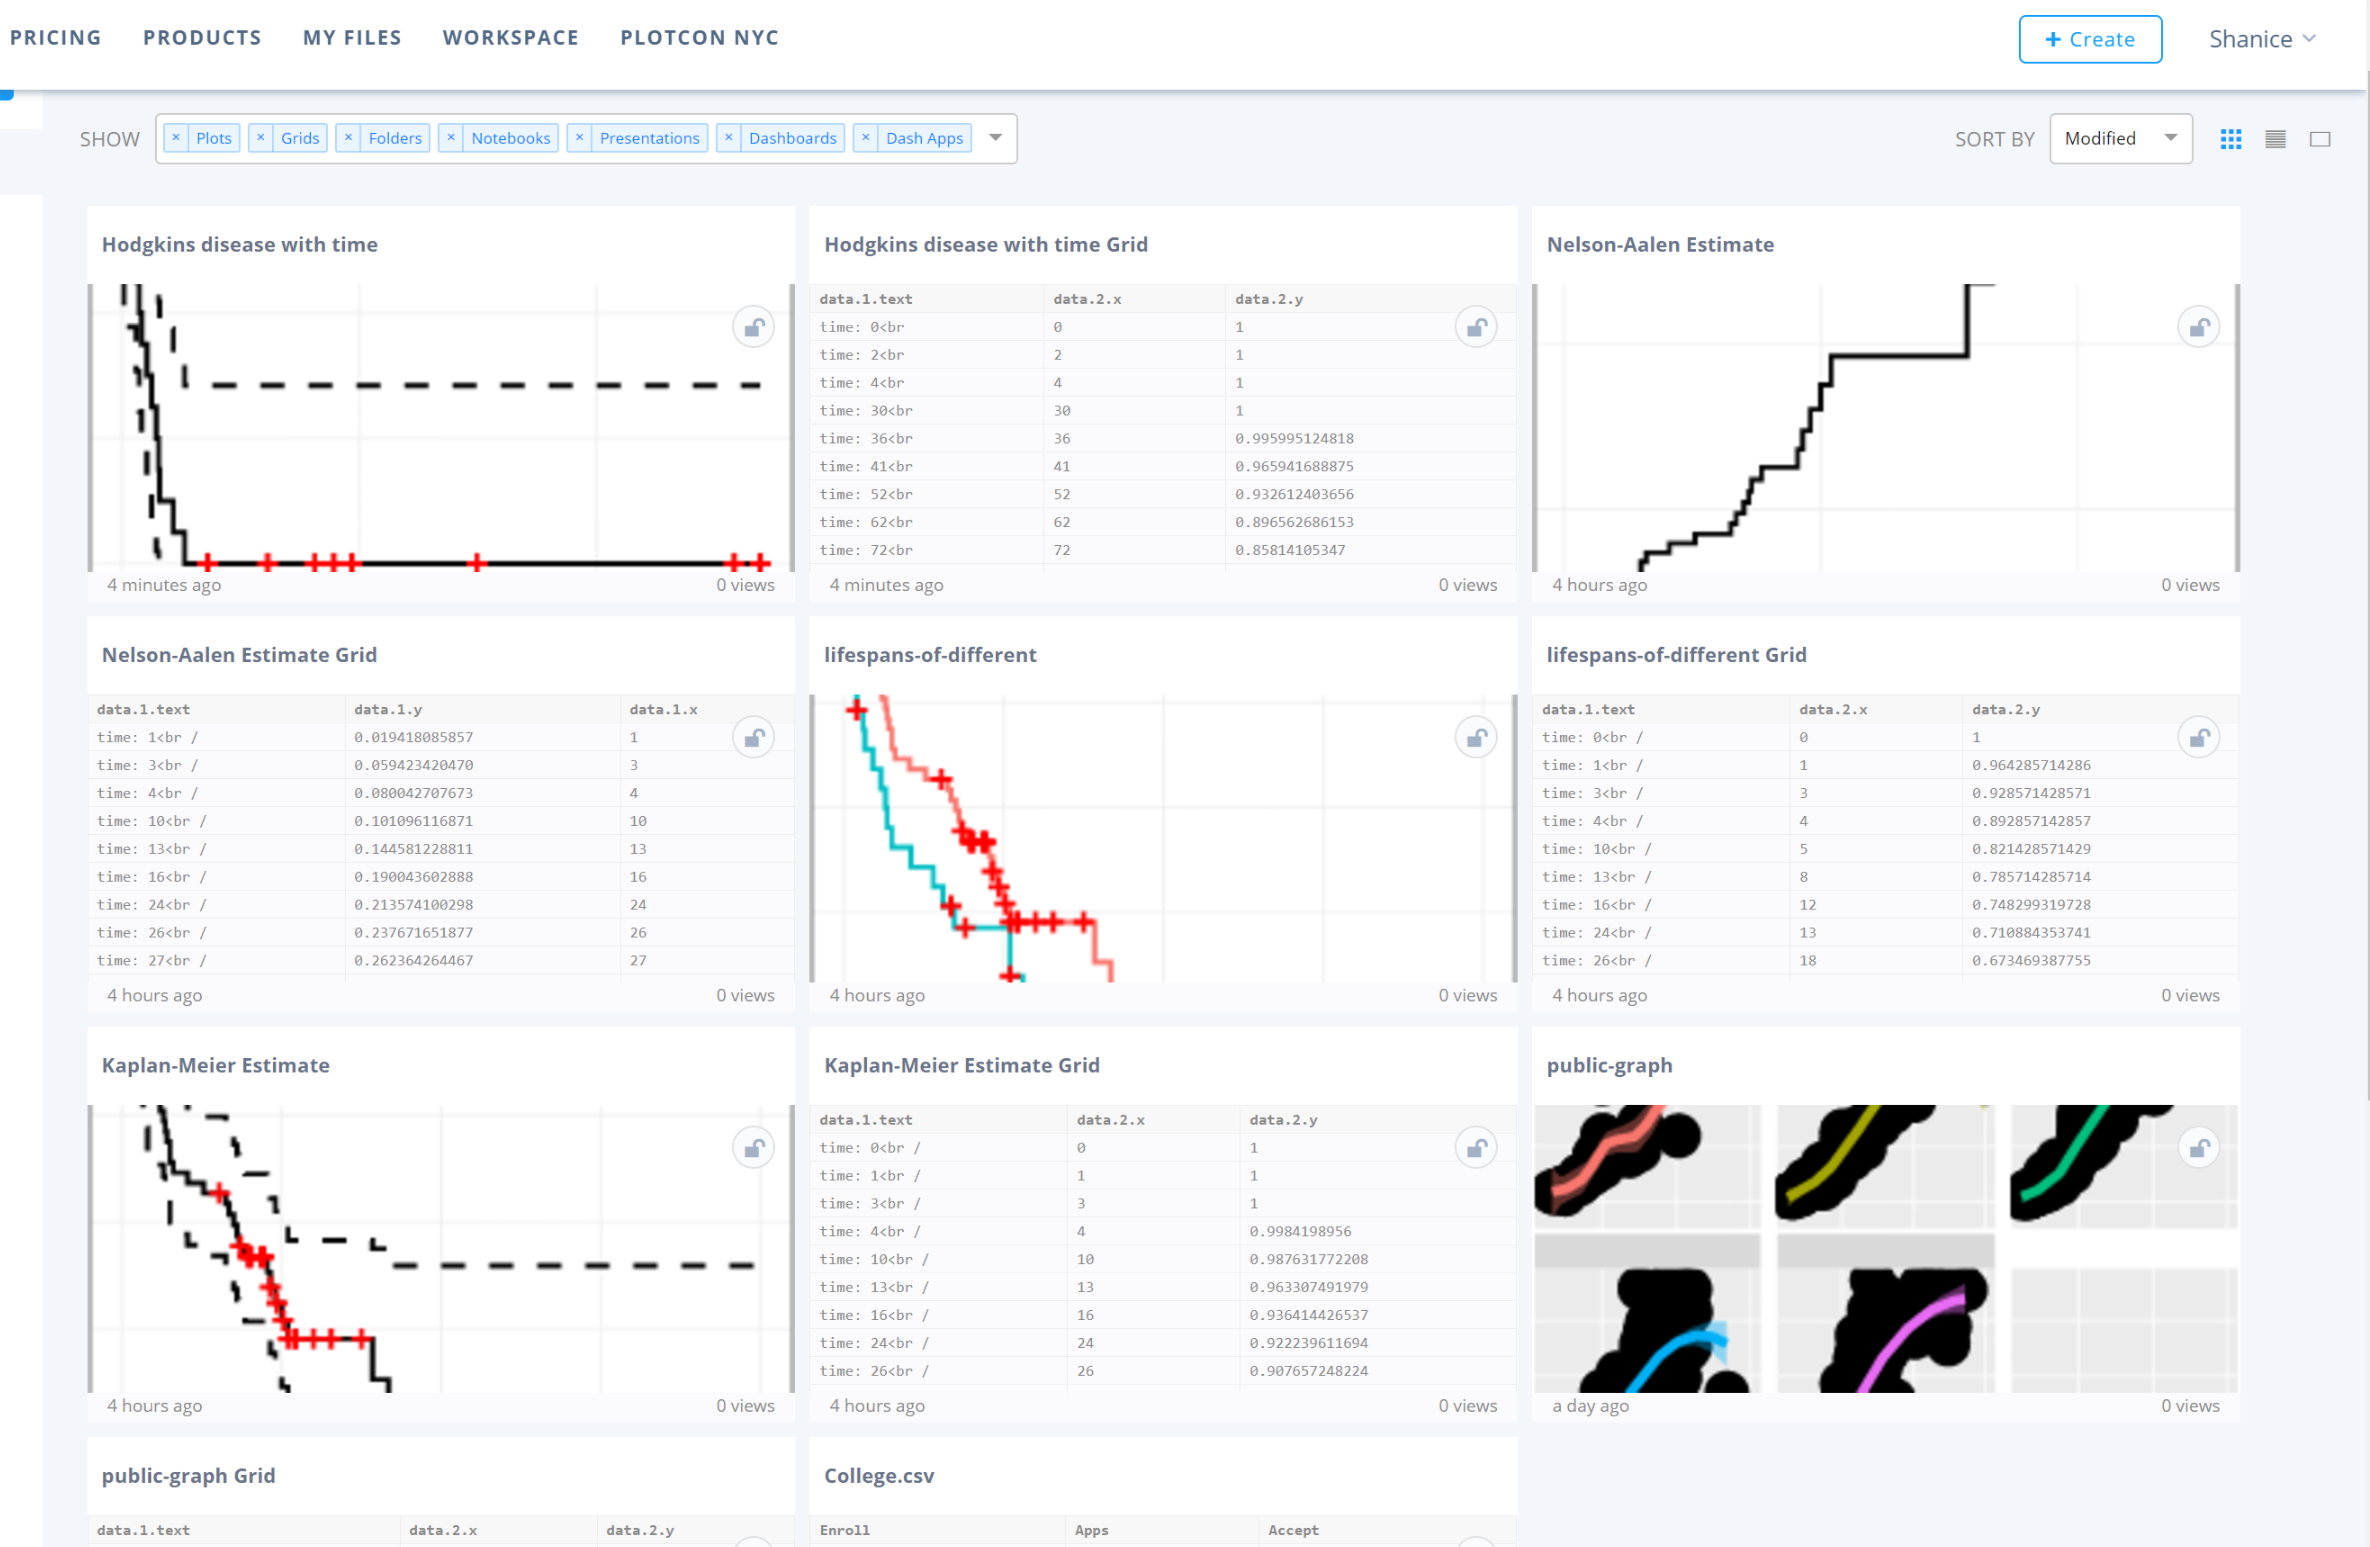 PRICING PRODUCTS MY FILES WORKSPACE PLOTCON NYC + Create Shanice
SHOW × Plots × Grids × Folders × Notebooks × Presentations × Dashboards × Dash Apps SORT BY Modified
Hodgkins disease with time
4 minutes ago 0 views
Hodgkins disease with time Grid
data.1.text data.2.x data.2.y
time: 0<br 0 1
time: 2<br 2 1
time: 4<br 4 1
time: 30<br 30 1
time: 36<br 36 0.995995124818
time: 41<br 41 0.965941688875
time: 52<br 52 0.932612403656
time: 62<br 62 0.896562686153
time: 72<br 72 0.85814105347
4 minutes ago 0 views
Nelson-Aalen Estimate
4 hours ago 0 views
Nelson-Aalen Estimate Grid
data.1.text data.1.y data.1.x
time: 1<br / 0.019418085857 1
time: 3<br / 0.059423420470 3
time: 4<br / 0.080042707673 4
time: 10<br / 0.101096116871 10
time: 13<br / 0.144581228811 13
time: 16<br / 0.190043602888 16
time: 24<br / 0.213574100298 24
time: 26<br / 0.237671651877 26
time: 27<br / 0.262364264467 27
4 hours ago 0 views
lifespans-of-different
4 hours ago 0 views
lifespans-of-different Grid
data.1.text data.2.x data.2.y
time: 0<br / 0 1
time: 1<br / 1 0.964285714286
time: 3<br / 3 0.928571428571
time: 4<br / 4 0.892857142857
time: 10<br / 5 0.821428571429
time: 13<br / 8 0.785714285714
time: 16<br / 12 0.748299319728
time: 24<br / 13 0.710884353741
time: 26<br / 18 0.673469387755
4 hours ago 0 views
Kaplan-Meier Estimate
4 hours ago 0 views
Kaplan-Meier Estimate Grid
data.1.text data.2.x data.2.y
time: 0<br / 0 1
time: 1<br / 1 1
time: 3<br / 3 1
time: 4<br / 4 0.9984198956
time: 10<br / 10 0.987631772208
time: 13<br / 13 0.963307491979
time: 16<br / 16 0.936414426537
time: 24<br / 24 0.922239611694
time: 26<br / 26 0.907657248224
4 hours ago 0 views
public-graph
a day ago 0 views
public-graph Grid
data.1.text data.2.x data.2.y
College.csv
Enroll Apps Accept